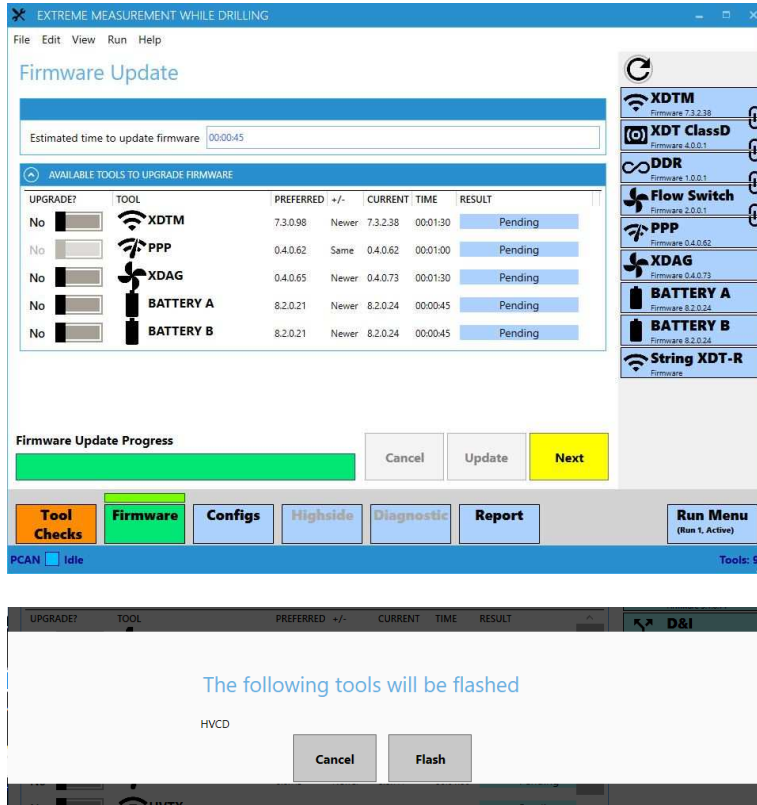 EXTREME MEASUREMENT WHILE DRILLING
File Edit View Run Help
Firmware Update
Estimated time to update firmware 00:00:45
AVAILABLE TOOLS TO UPGRADE FIRMWARE
UPGRADE? TOOL PREFERRED +/- CURRENT TIME RESULT
No XDTM 7.3.0.98 Newer 7.3.2.38 00:01:30 Pending
No PPP 0.4.0.62 Same 0.4.0.62 00:01:00 Pending
No XDAG 0.4.0.65 Newer 0.4.0.73 00:01:30 Pending
No BATTERY A 8.2.0.21 Newer 8.2.0.24 00:00:45 Pending
No BATTERY B 8.2.0.21 Newer 8.2.0.24 00:00:45 Pending
XDTM
Firmware 7.3.2.38
XDT ClassD
Firmware 4.0.0.1
DDR
Firmware 1.0.0.1
Flow Switch
Firmware 2.0.0.1
PPP
Firmware 0.4.0.62
XDAG
Firmware 0.4.0.73
BATTERY A
Firmware 8.2.0.24
BATTERY B
Firmware 8.2.0.24
String XDT-R
Firmware
Firmware Update Progress
Cancel Update Next
Tool Checks
Firmware
Configs
Highside
Diagnostic
Report
Run Menu
(Run 1, Active)
PCAN Idle Tools: 9
UPGRADE? TOOL PREFERRED +/- CURRENT TIME RESULT
D&I
The following tools will be flashed
HVCD
Cancel Flash